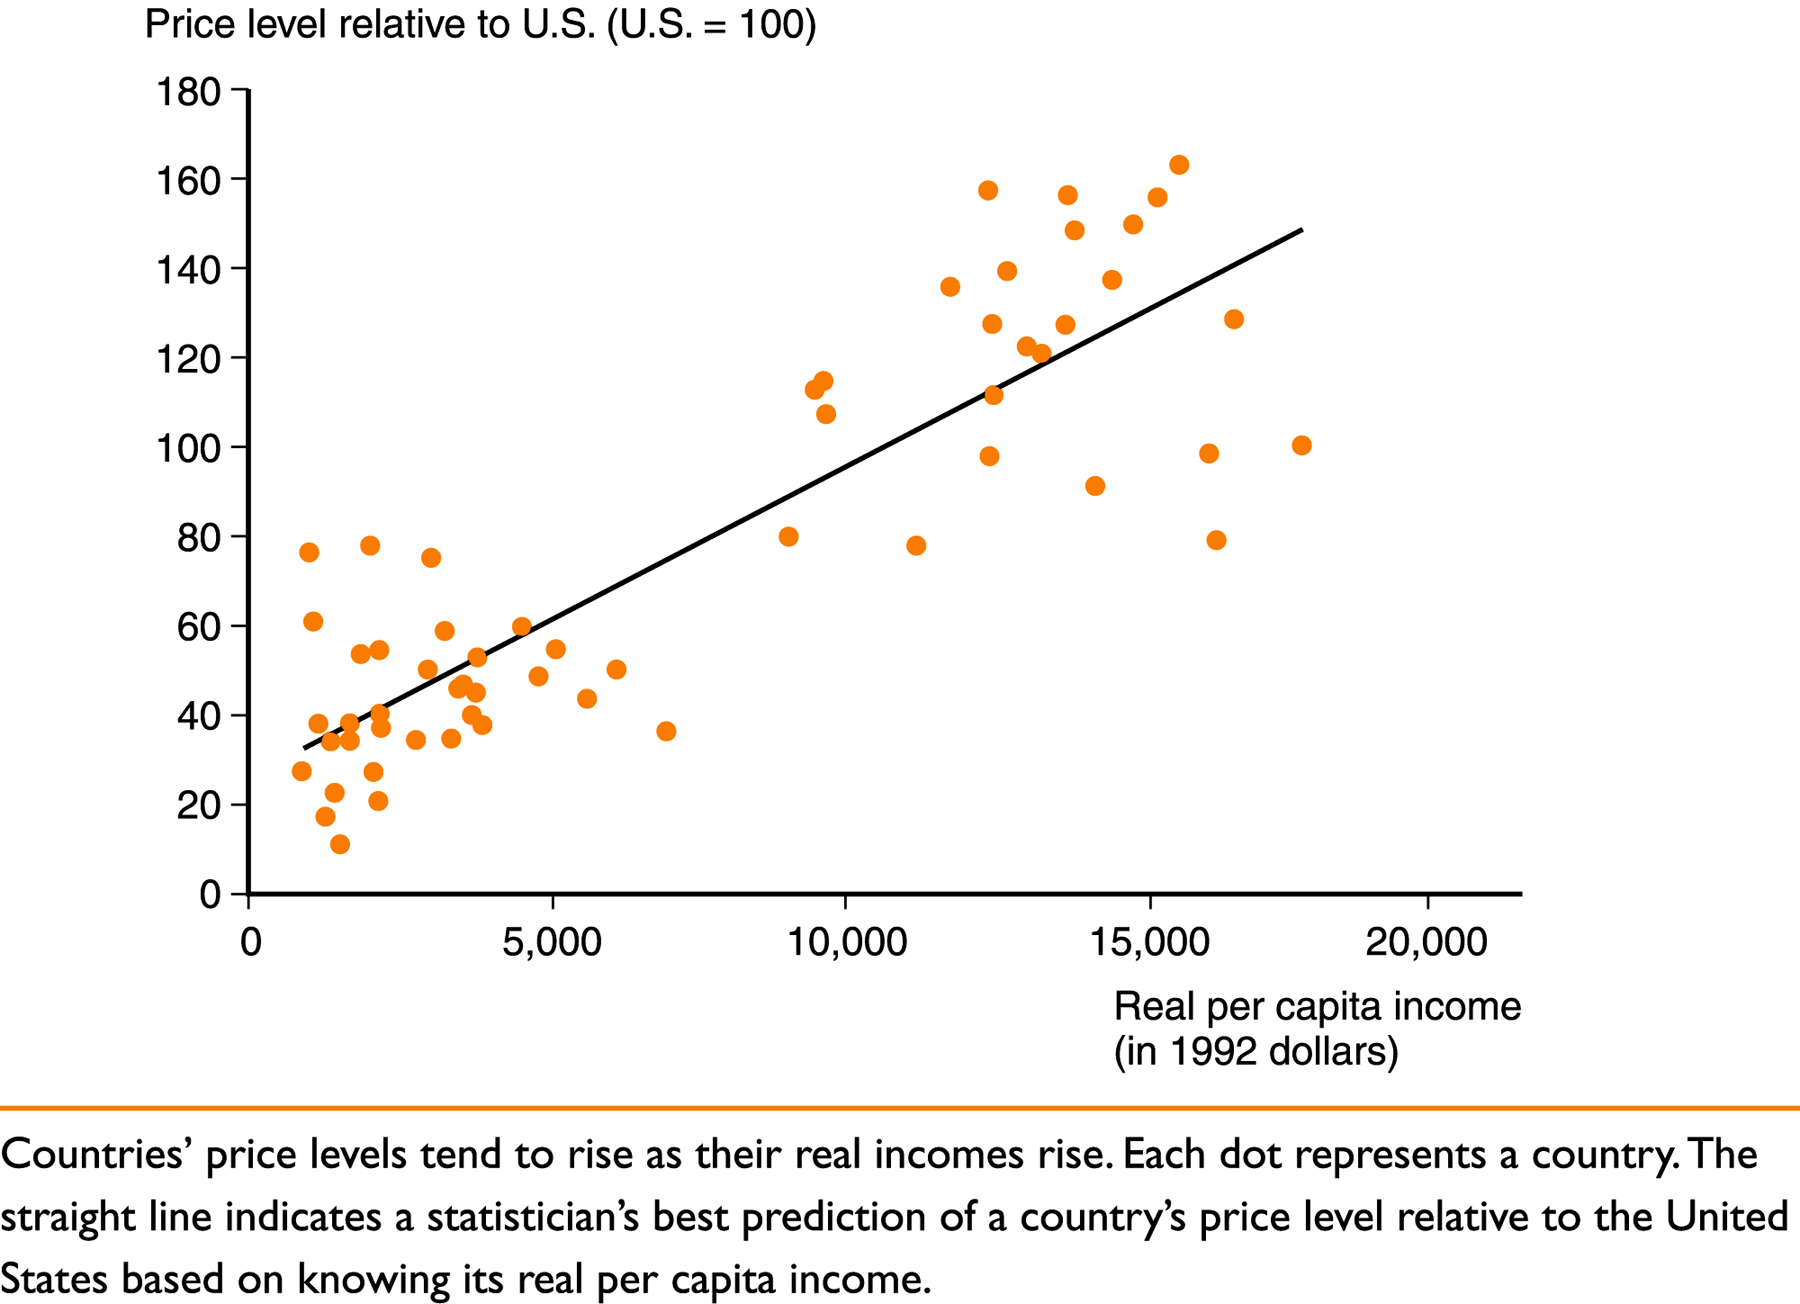 Price level relative to U.S. (U.S. = 100)
180
160
140
120
100
80
60
40
20
0
0 5,000 10,000 15,000 20,000
Real per capita income
(in 1992 dollars)
Countries’ price levels tend to rise as their real incomes rise. Each dot represents a country. The
straight line indicates a statistician’s best prediction of a country’s price level relative to the United
States based on knowing its real per capita income.